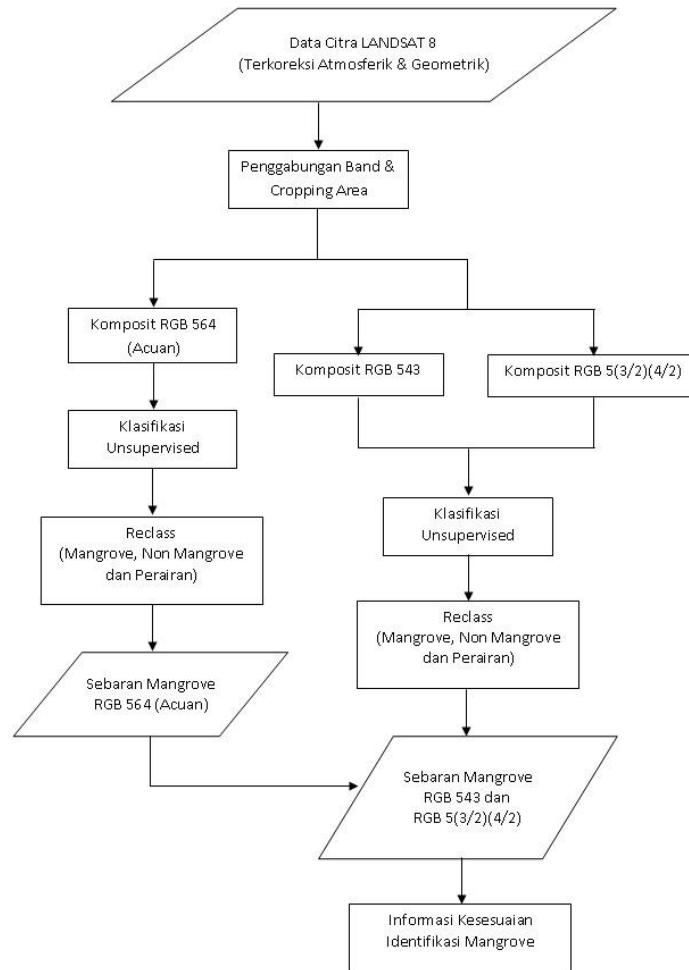 Data Citra LANDSAT 8
(Terkoreksi Atmosferik & Geometrik)
Penggabungan Band &
Cropping Area
Komposit RGB 564
(Acuan)
Komposit RGB 543
Komposit RGB 5(3/2)(4/2)
Klasifikasi
Unsupervised
Klasifikasi
Unsupervised
Reclass
(Mangrove, Non Mangrove
dan Perairan)
Reclass
(Mangrove, Non Mangrove
dan Perairan)
Sebaran Mangrove
RGB 564 (Acuan)
Sebaran Mangrove
RGB 543 dan
RGB 5(3/2)(4/2)
Informasi Kesesuaian
Identifikasi Mangrove